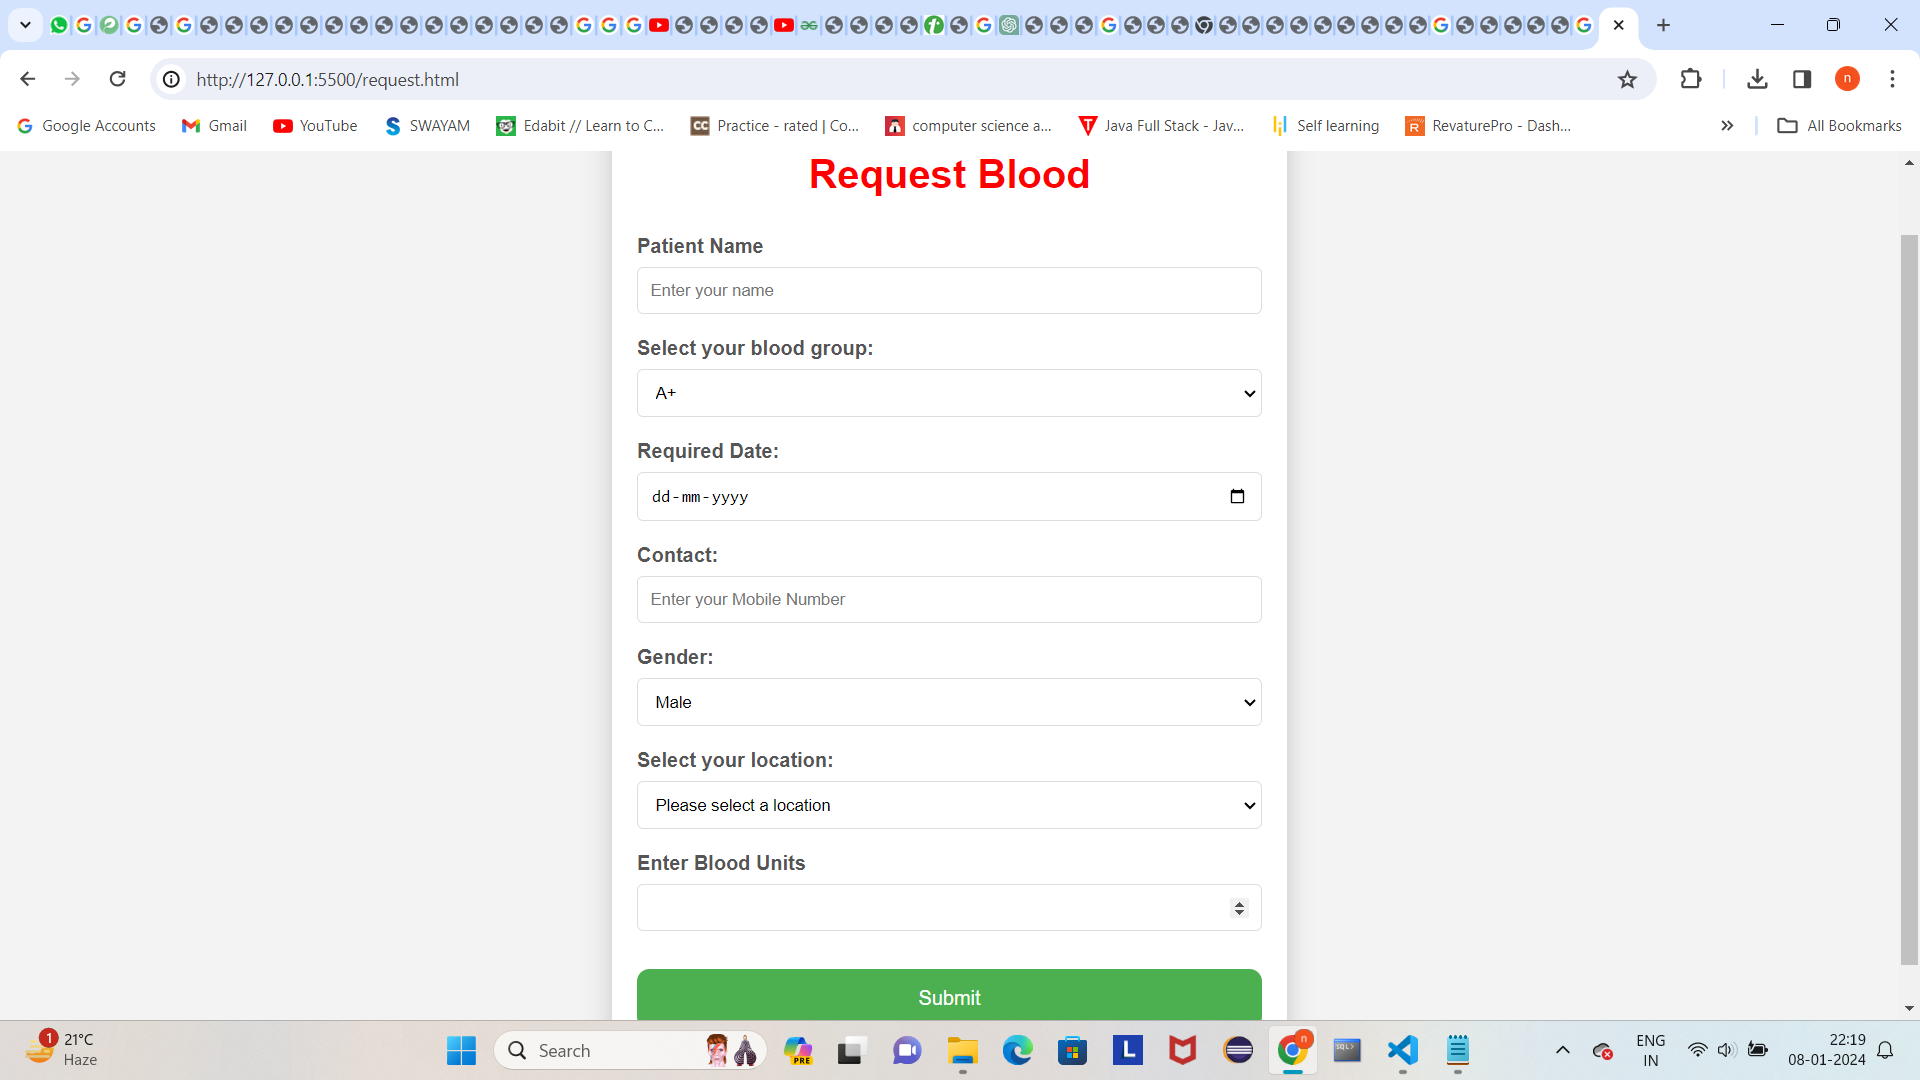 http://127.0.0.1:5500/request.html
n
Google Accounts
Gmail
YouTube
SWAYAM
Edabit // Learn to C...
CC
Practice - rated | Co...
computer science a...
Java Full Stack - Jav...
Self learning
R
RevaturePro - Dash...
All Bookmarks
Request Blood
Patient Name
Enter your name
Select your blood group:
A+
Required Date:
dd-mm-yyyy
Contact:
Enter your Mobile Number
Gender:
Male
Select your location:
Please select a location
Enter Blood Units
Submit
1
21°C
Haze
Search
PRE
L
n
SQL>
ENG
IN
22:19
08-01-2024